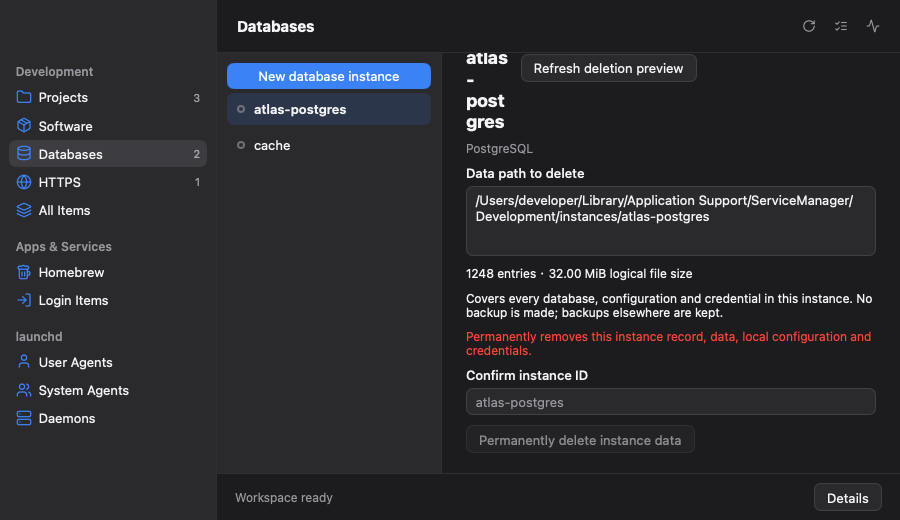 Databases
Development
Projects 3
Software
Databases 2
HTTPS 1
All Items
Apps & Services
Homebrew
Login Items
launchd
User Agents
System Agents
Daemons
New database instance
atlas-postgres
cache
atlas
-
post
gres
Refresh deletion preview
PostgreSQL
Data path to delete
/Users/developer/Library/Application Support/ServiceManager/
Development/instances/atlas-postgres
1248 entries · 32.00 MiB logical file size
Covers every database, configuration and credential in this instance. No
backup is made; backups elsewhere are kept.
Permanently removes this instance record, data, local configuration and
credentials.
Confirm instance ID
atlas-postgres
Permanently delete instance data
Workspace ready
Details